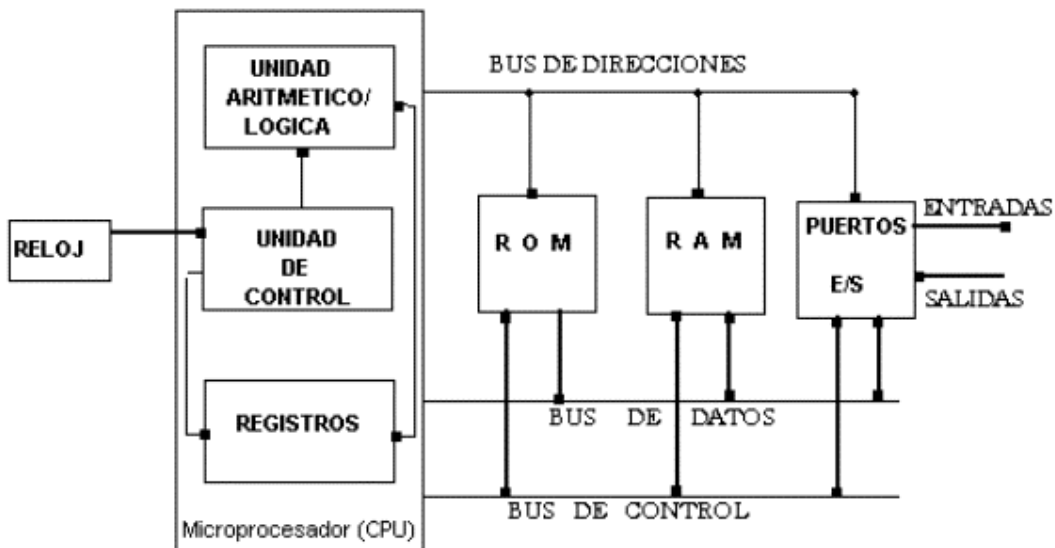 UNIDAD
ARITMETICO/
LOGICA
RELOJ
UNIDAD
DE
CONTROL
REGISTROS
Microprocesador (CPU)
BUS DE DIRECCIONES
R O M
R A M
PUERTOS
E/S
ENTRADAS
SALIDAS
BUS DE DATOS
BUS DE CONTROL